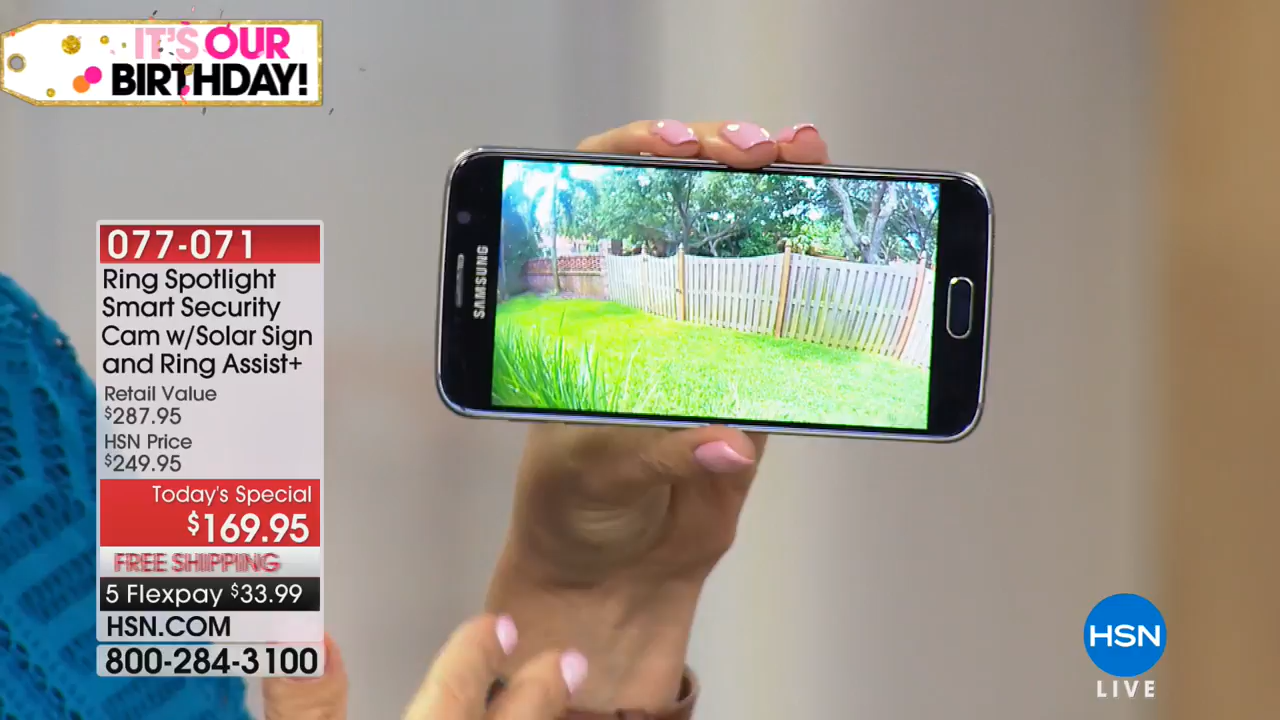 IT'S OUR
BIRTHDAY!
077-071
Ring Spotlight
Smart Security
Cam w/Solar Sign
and Ring Assist+
Retail Value
$287.95
HSN Price
$249.95
Today's Special
$169.95
FREE SHIPPING
5 Flexpay $33.99
HSN.COM
800-284-3100
SAMSUNG
HSN
LIVE